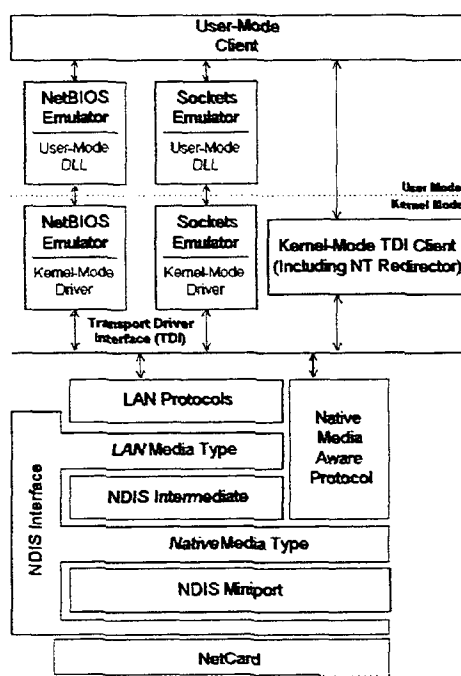 User-Mode
Client
NetBIOS
Emulator
User-Mode
DLL
Sockets
Emulator
User-Mode
DLL
User Mode
Kernel Mode
NetBIOS
Emulator
Kernel-Mode
Driver
Sockets
Emulator
Kernel-Mode
Driver
Kernel-Mode TDI Client
(Including NT Redirector)
Transport Driver
Interface (TDI)
LAN Protocols
Native
Media
Aware
Protocol
LAN Media Type
NDIS Intermediate
NDIS Interface
Native Media Type
NDIS Miniport
NetCard